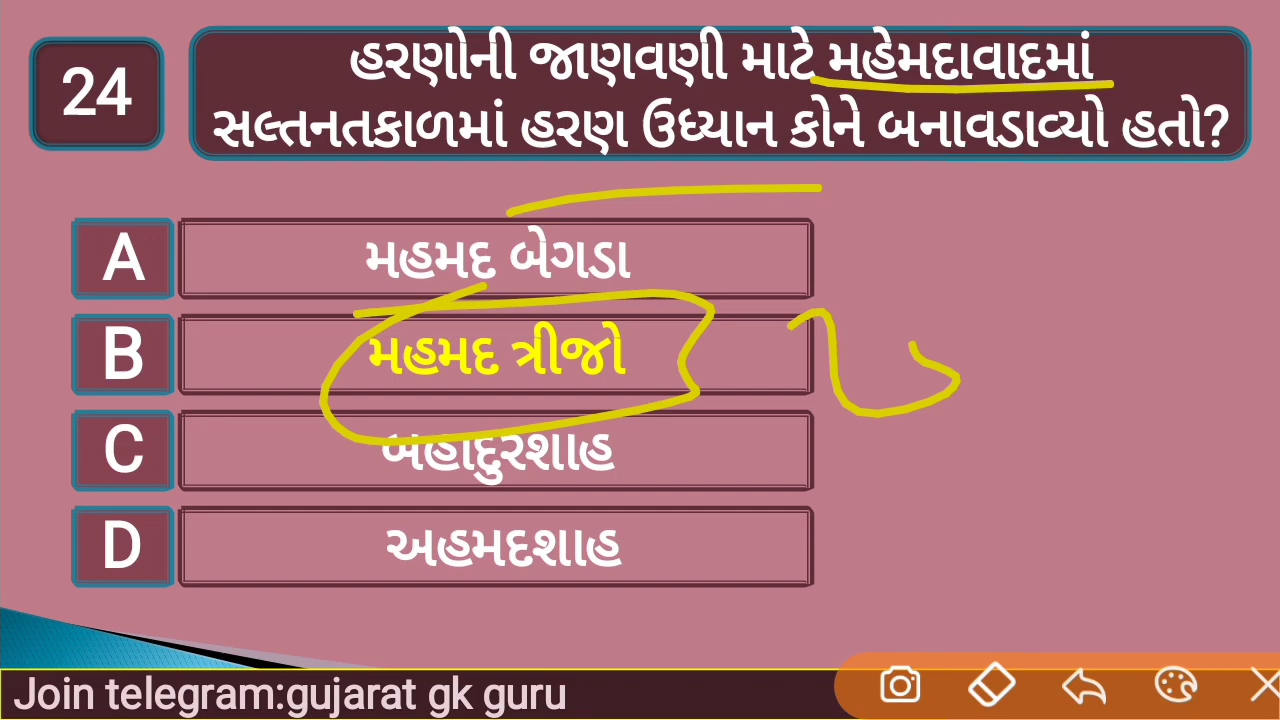 24
હરણોની જાણવણી માટે મહેમદાવાદમાં
સલ્તનતકાળમાં હરણ ઉધ્યાન કોને બનાવડાવ્યો હતો?
A મહમદ બેગડા
B મહમદ ત્રીજો
C બહાદુરશાહ
D અહમદશાહ
Join telegram:gujarat gk guru